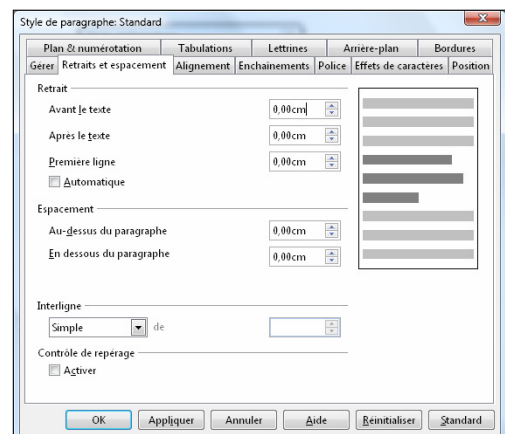 Style de paragraphe: Standard
Plan & numérotation Tabulations Lettrines Arrière-plan Bordures
Gérer Retraits et espacement Alignement Enchaînements Police Effets de caractères Position
Retrait
Avant le texte 0,00cm
Après le texte 0,00cm
Première ligne 0,00cm
Automatique
Espacement
Au-dessus du paragraphe 0,00cm
En dessous du paragraphe 0,00cm
Interligne
Simple de
Contrôle de repérage
Activer
OK Appliquer Annuler Aide Réinitialiser Standard